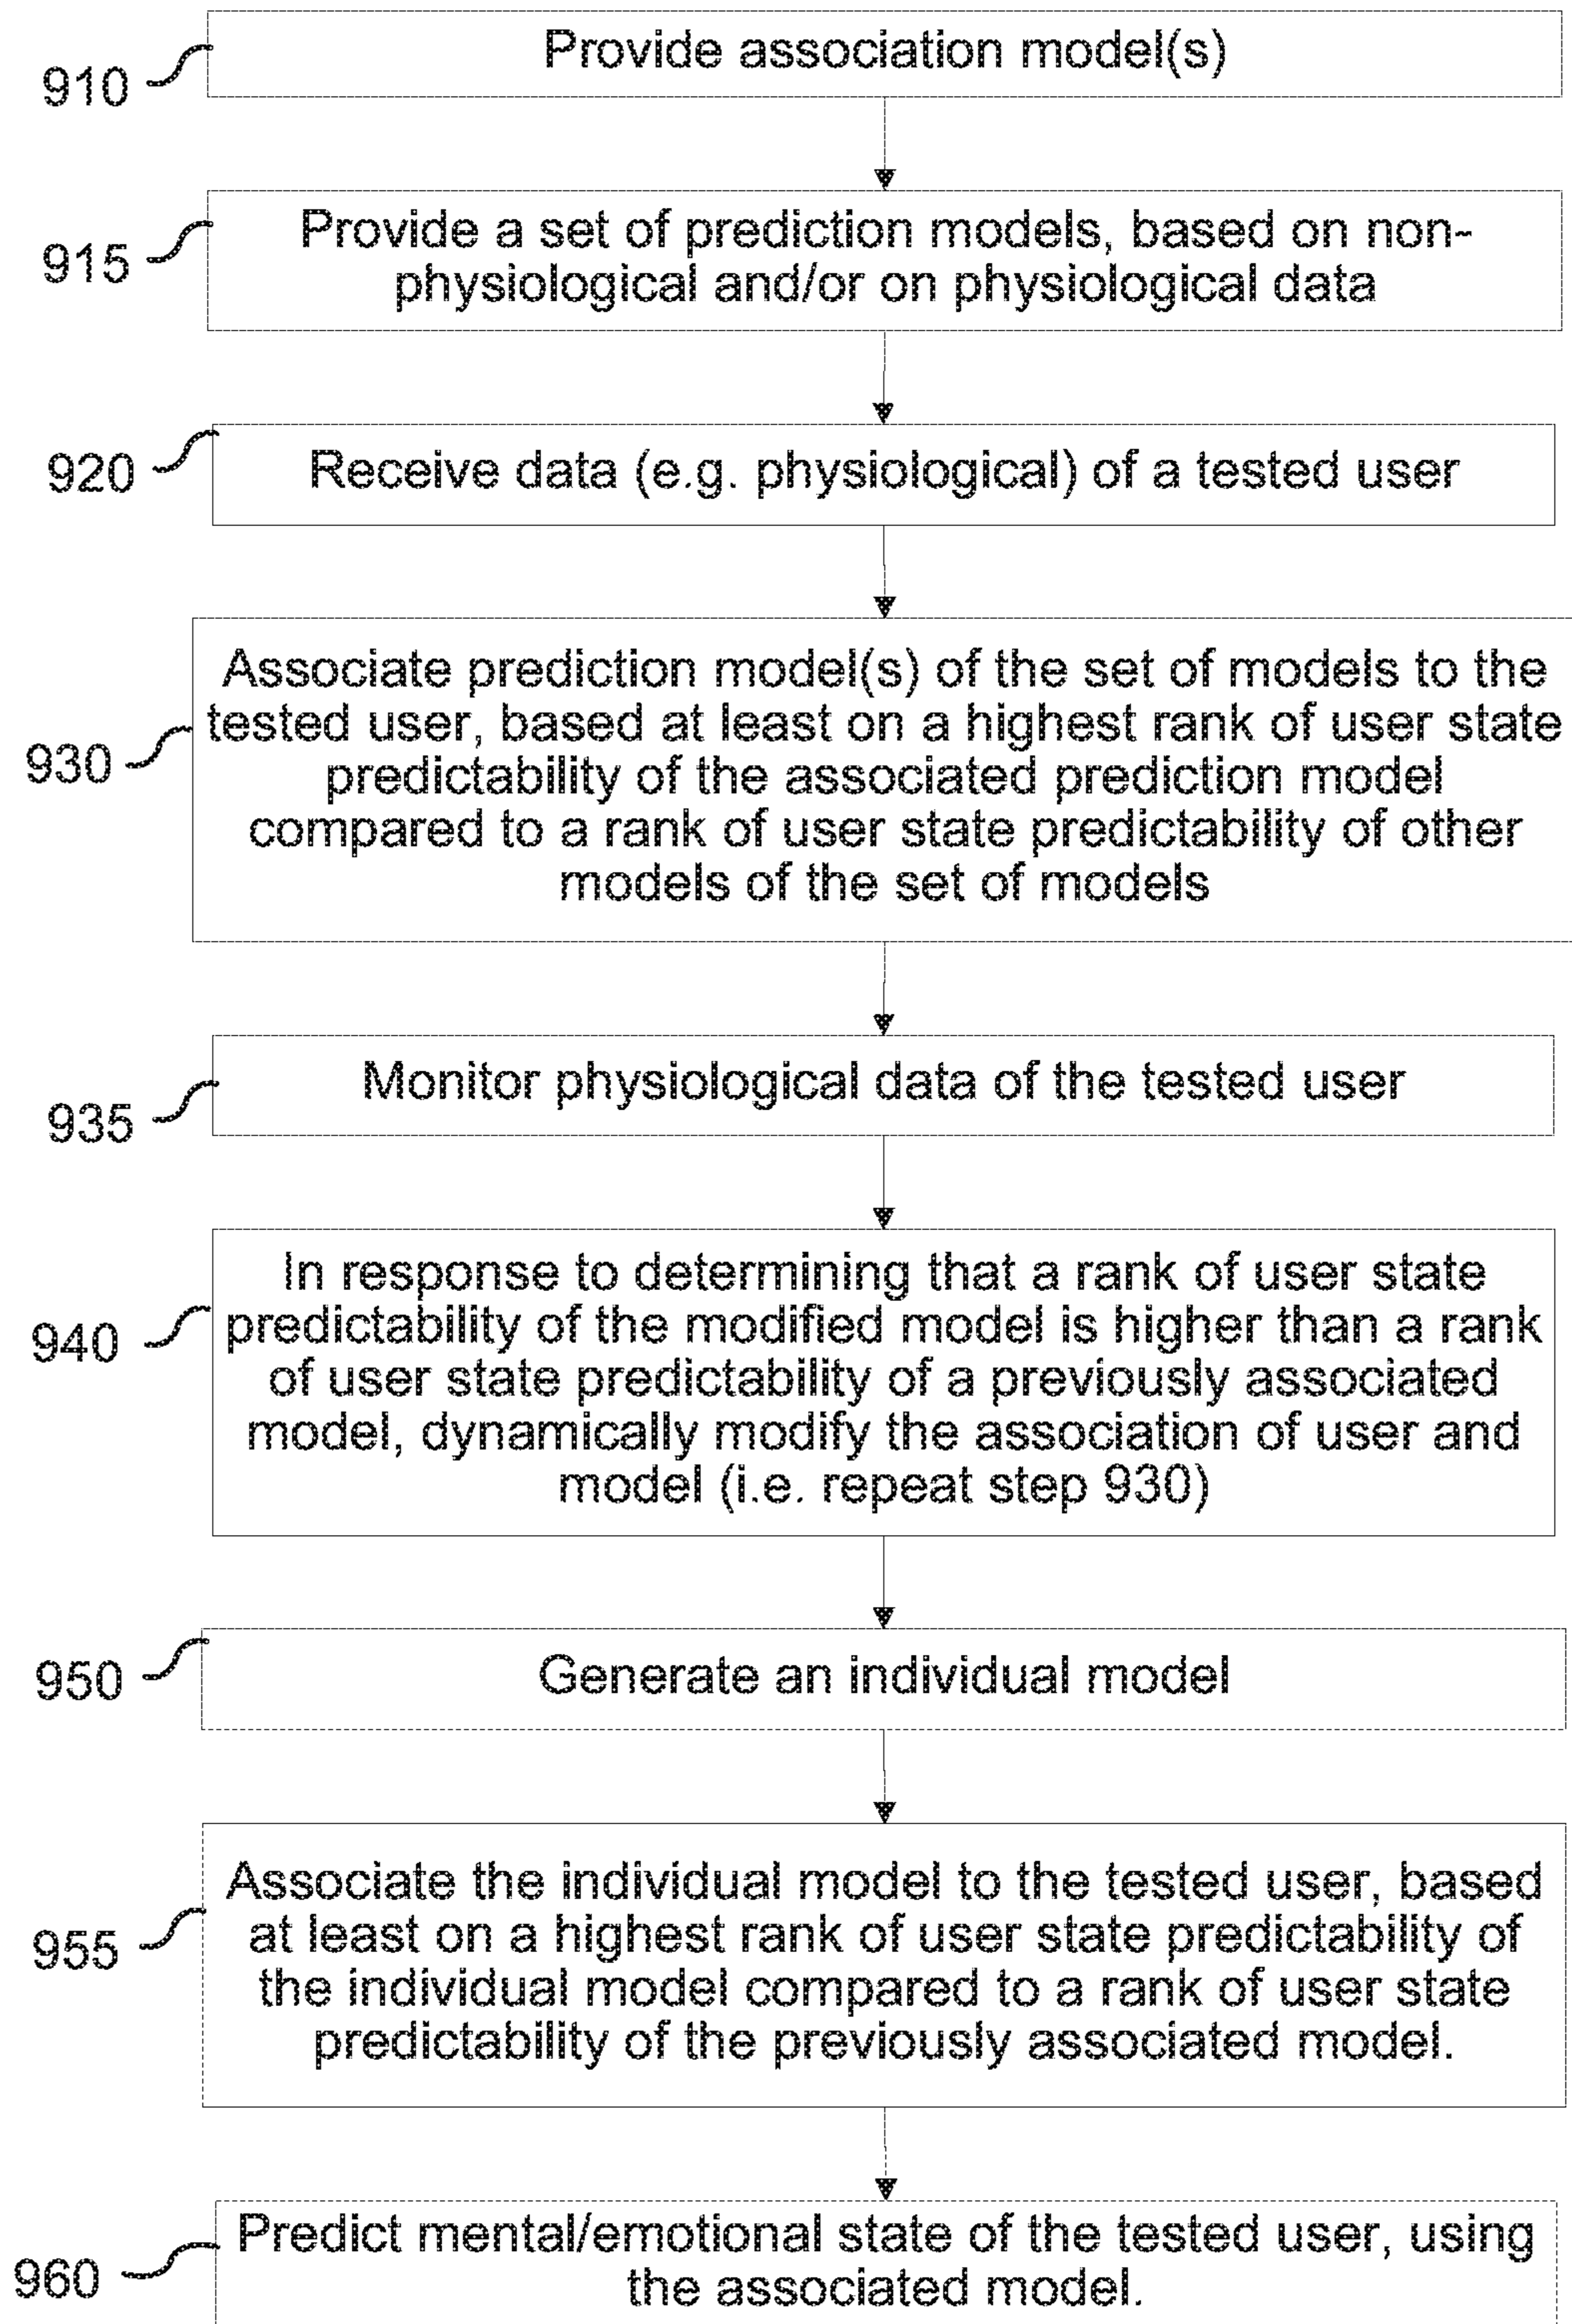 910
Provide association model(s)
915
Provide a set of prediction models, based on non-
physiological and/or on physiological data
920
Receive data (e.g. physiological) of a tested user
930
Associate prediction model(s) of the set of models to the
tested user, based at least on a highest rank of user state
predictability of the associated prediction model
compared to a rank of user state predictability of other
models of the set of models
935
Monitor physiological data of the tested user
940
In response to determining that a rank of user state
predictability of the modified model is higher than a rank
of user state predictability of a previously associated
model, dynamically modify the association of user and
model (i.e. repeat step 930)
950
Generate an individual model
955
Associate the individual model to the tested user, based
at least on a highest rank of user state predictability of
the individual model compared to a rank of user state
predictability of the previously associated model.
960
Predict mental/emotional state of the tested user, using
the associated model.